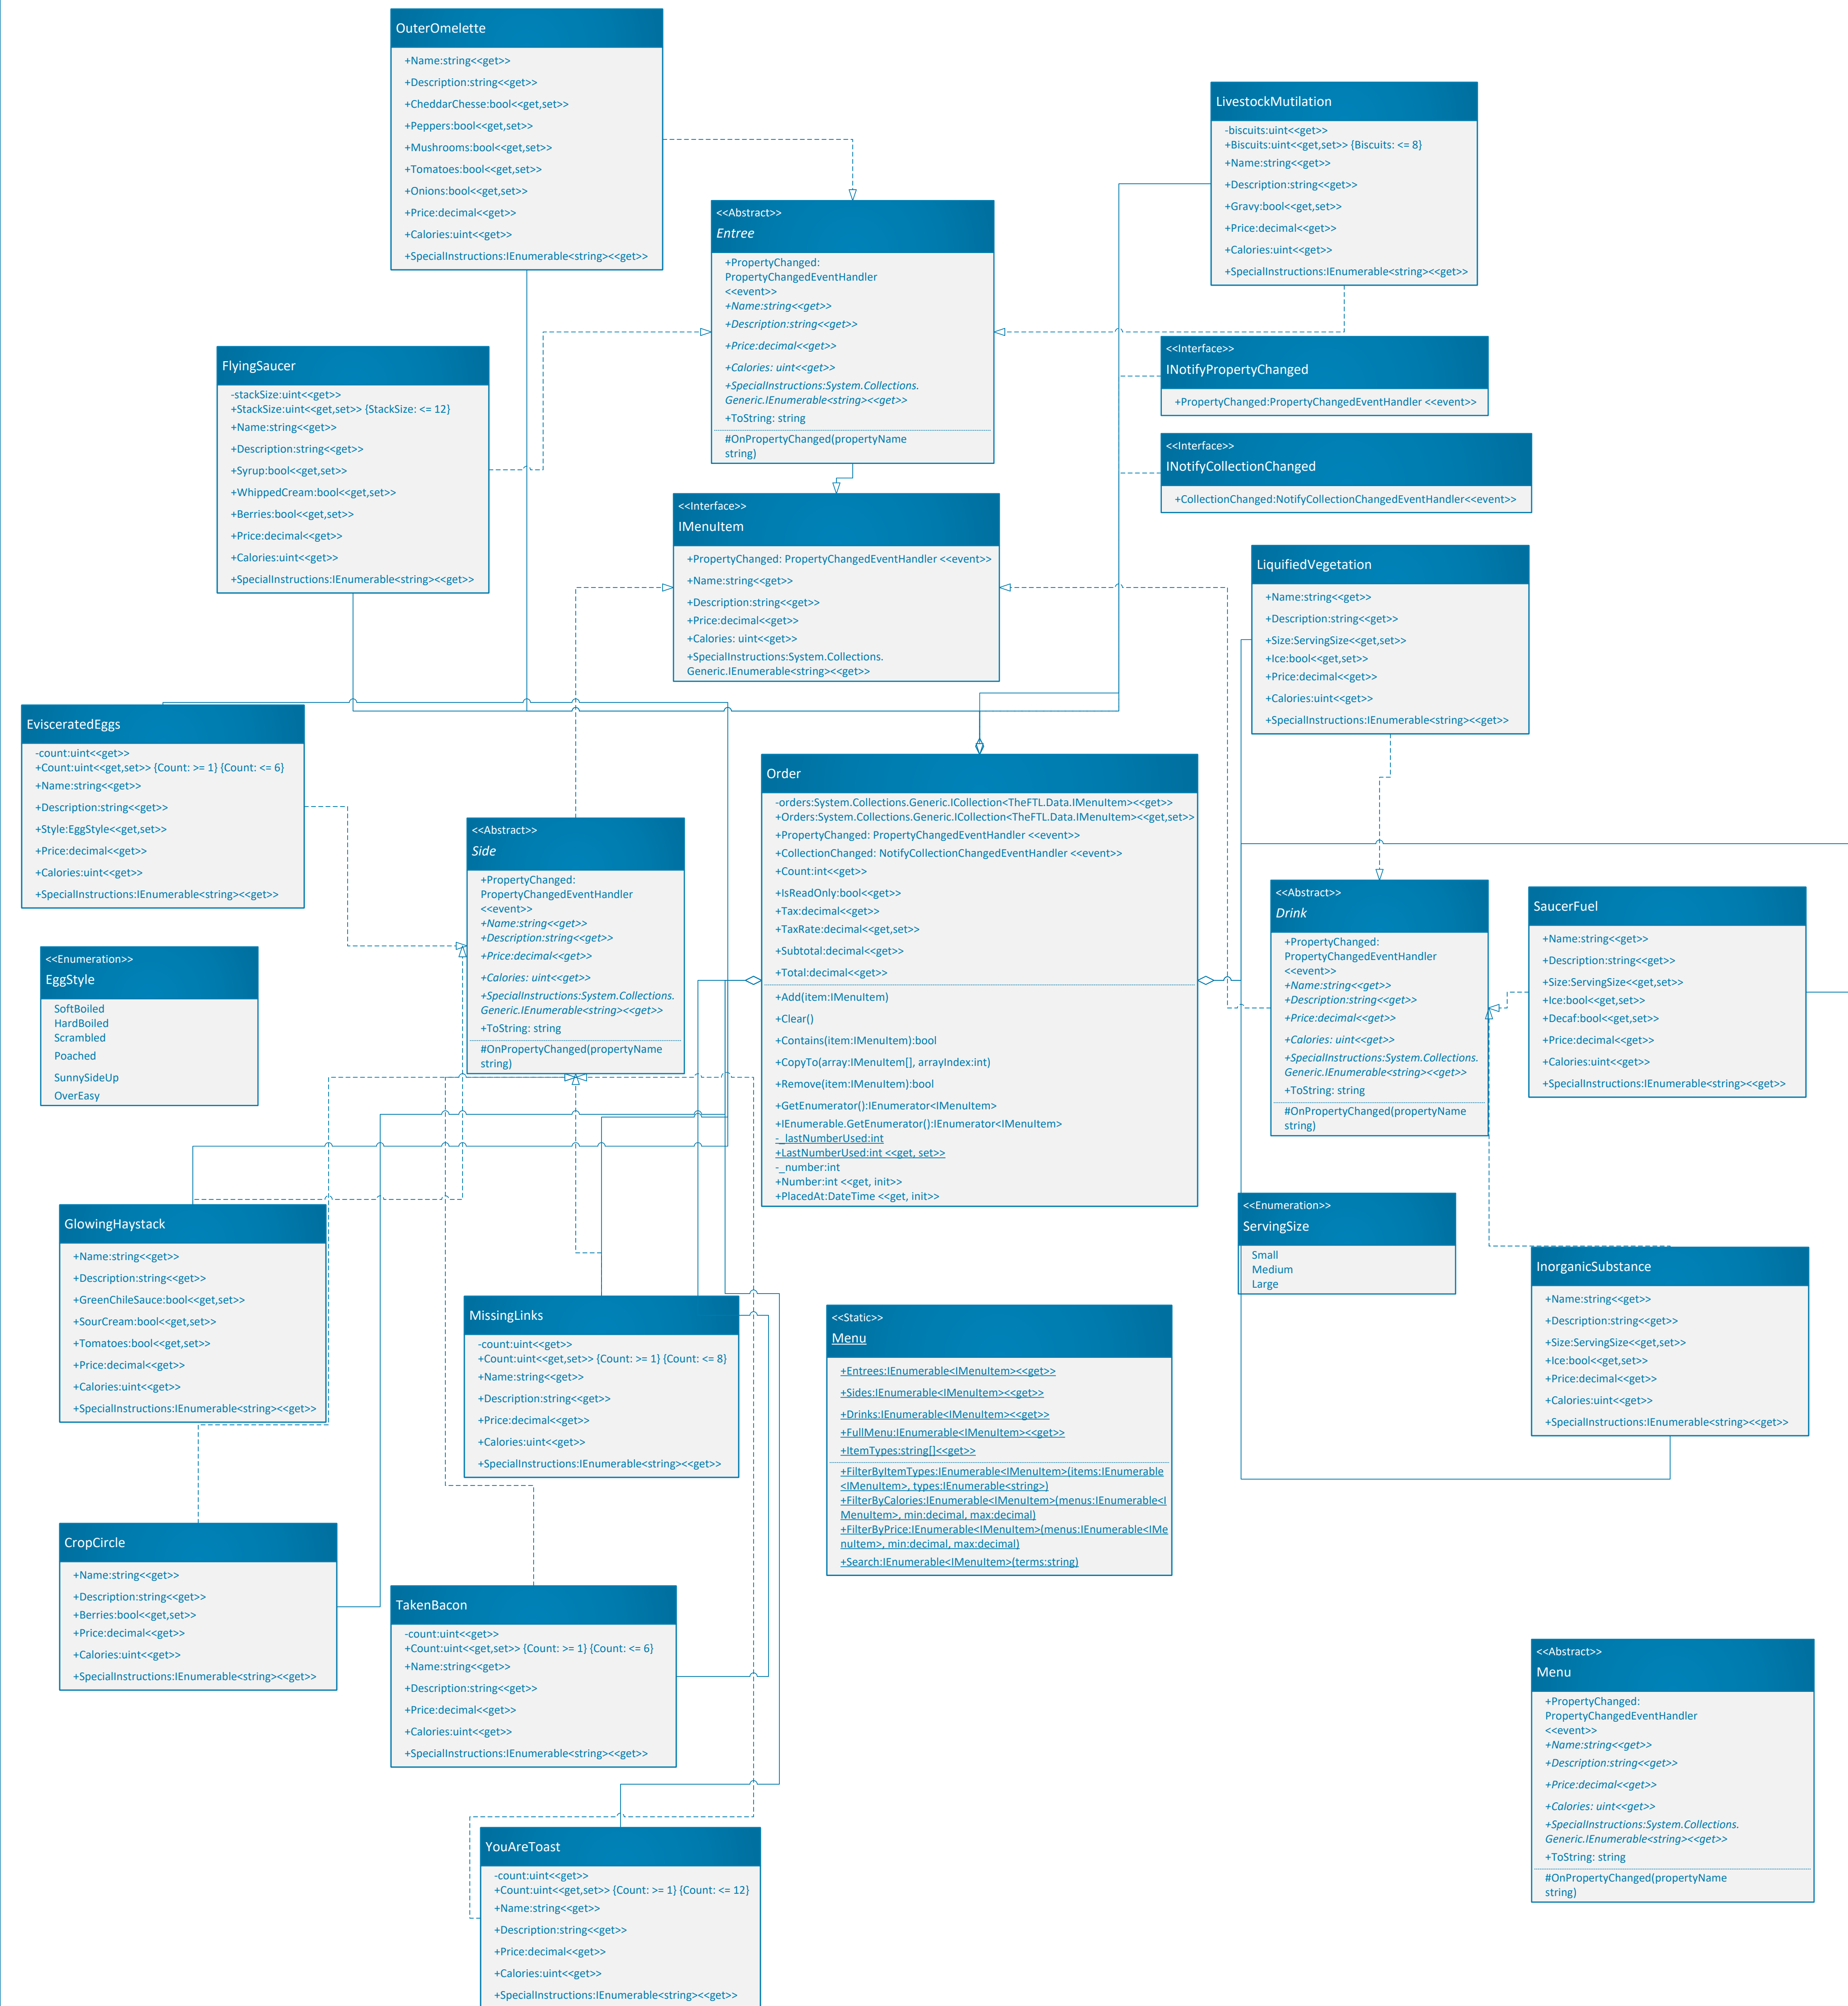 OuterOmelette
+Name:string<<get>>
+Description:string<<get>>
+CheddarChesse:bool<<get,set>>
+Peppers:bool<<get,set>>
+Mushrooms:bool<<get,set>>
+Tomatoes:bool<<get,set>>
+Onions:bool<<get,set>>
+Price:decimal<<get>>
+Calories:uint<<get>>
+SpecialInstructions:IEnumerable<string><<get>>
LivestockMutilation
-biscuits:uint<<get>>
+Biscuits:uint<<get,set>> {Biscuits: <= 8}
+Name:string<<get>>
+Description:string<<get>>
+Gravy:bool<<get,set>>
+Price:decimal<<get>>
+Calories:uint<<get>>
+SpecialInstructions:IEnumerable<string><<get>>
<<Abstract>>
Entree
+PropertyChanged:
PropertyChangedEventHandler
<<event>>
+Name:string<<get>>
+Description:string<<get>>
+Price:decimal<<get>>
+Calories: uint<<get>>
+SpecialInstructions:System.Collections.
Generic.IEnumerable<string><<get>>
+ToString: string
#OnPropertyChanged(propertyName
string)
<<Interface>>
INotifyPropertyChanged
+PropertyChanged:PropertyChangedEventHandler <<event>>
FlyingSaucer
-stackSize:uint<<get>>
+StackSize:uint<<get,set>> {StackSize: <= 12}
+Name:string<<get>>
+Description:string<<get>>
+Syrup:bool<<get,set>>
+WhippedCream:bool<<get,set>>
+Berries:bool<<get,set>>
+Price:decimal<<get>>
+Calories:uint<<get>>
+SpecialInstructions:IEnumerable<string><<get>>
<<Interface>>
INotifyCollectionChanged
+CollectionChanged:NotifyCollectionChangedEventHandler<<event>>
<<Interface>>
IMenuItem
+PropertyChanged: PropertyChangedEventHandler <<event>>
+Name:string<<get>>
+Description:string<<get>>
+Price:decimal<<get>>
+Calories: uint<<get>>
+SpecialInstructions:System.Collections.
Generic.IEnumerable<string><<get>>
LiquifiedVegetation
+Name:string<<get>>
+Description:string<<get>>
+Size:ServingSize<<get,set>>
+Ice:bool<<get,set>>
+Price:decimal<<get>>
+Calories:uint<<get>>
+SpecialInstructions:IEnumerable<string><<get>>
EvisceratedEggs
-count:uint<<get>>
+Count:uint<<get,set>> {Count: >= 1} {Count: <= 6}
+Name:string<<get>>
+Description:string<<get>>
+Style:EggStyle<<get,set>>
+Price:decimal<<get>>
+Calories:uint<<get>>
+SpecialInstructions:IEnumerable<string><<get>>
Order
-orders:System.Collections.Generic.ICollection<TheFTL.Data.IMenuItem><<get>>
+Orders:System.Collections.Generic.ICollection<TheFTL.Data.IMenuItem><<get,set>>
+PropertyChanged: PropertyChangedEventHandler <<event>>
+CollectionChanged: NotifyCollectionChangedEventHandler <<event>>
+Count:int<<get>>
+IsReadOnly:bool<<get>>
+Tax:decimal<<get>>
+TaxRate:decimal<<get,set>>
+Subtotal:decimal<<get>>
+Total:decimal<<get>>
+Add(item:IMenuItem)
+Clear()
+Contains(item:IMenuItem):bool
+CopyTo(array:IMenuItem[], arrayIndex:int)
+Remove(item:IMenuItem):bool
+GetEnumerator():IEnumerator<IMenuItem>
+IEnumerable.GetEnumerator():IEnumerator<IMenuItem>
-_lastNumberUsed:int
+LastNumberUsed:int <<get, set>>
-_number:int
+Number:int <<get, init>>
+PlacedAt:DateTime <<get, init>>
<<Abstract>>
Side
+PropertyChanged:
PropertyChangedEventHandler
<<event>>
+Name:string<<get>>
+Description:string<<get>>
+Price:decimal<<get>>
+Calories: uint<<get>>
+SpecialInstructions:System.Collections.
Generic.IEnumerable<string><<get>>
+ToString: string
#OnPropertyChanged(propertyName
string)
<<Abstract>>
Drink
+PropertyChanged:
PropertyChangedEventHandler
<<event>>
+Name:string<<get>>
+Description:string<<get>>
+Price:decimal<<get>>
+Calories: uint<<get>>
+SpecialInstructions:System.Collections.
Generic.IEnumerable<string><<get>>
+ToString: string
#OnPropertyChanged(propertyName
string)
SaucerFuel
+Name:string<<get>>
+Description:string<<get>>
+Size:ServingSize<<get,set>>
+Ice:bool<<get,set>>
+Decaf:bool<<get,set>>
+Price:decimal<<get>>
+Calories:uint<<get>>
+SpecialInstructions:IEnumerable<string><<get>>
<<Enumeration>>
EggStyle
SoftBoiled
HardBoiled
Scrambled
Poached
SunnySideUp
OverEasy
<<Enumeration>>
ServingSize
Small
Medium
Large
GlowingHaystack
+Name:string<<get>>
+Description:string<<get>>
+GreenChileSauce:bool<<get,set>>
+SourCream:bool<<get,set>>
+Tomatoes:bool<<get,set>>
+Price:decimal<<get>>
+Calories:uint<<get>>
+SpecialInstructions:IEnumerable<string><<get>>
InorganicSubstance
+Name:string<<get>>
+Description:string<<get>>
+Size:ServingSize<<get,set>>
+Ice:bool<<get,set>>
+Price:decimal<<get>>
+Calories:uint<<get>>
+SpecialInstructions:IEnumerable<string><<get>>
MissingLinks
-count:uint<<get>>
+Count:uint<<get,set>> {Count: >= 1} {Count: <= 8}
+Name:string<<get>>
+Description:string<<get>>
+Price:decimal<<get>>
+Calories:uint<<get>>
+SpecialInstructions:IEnumerable<string><<get>>
<<Static>>
Menu
+Entrees:IEnumerable<IMenuItem><<get>>
+Sides:IEnumerable<IMenuItem><<get>>
+Drinks:IEnumerable<IMenuItem><<get>>
+FullMenu:IEnumerable<IMenuItem><<get>>
+ItemTypes:string[]<<get>>
+FilterByItemTypes:IEnumerable<IMenuItem>(items:IEnumerable
<IMenuItem>, types:IEnumerable<string>)
+FilterByCalories:IEnumerable<IMenuItem>(menus:IEnumerable<I
MenuItem>, min:decimal, max:decimal)
+FilterByPrice:IEnumerable<IMenuItem>(menus:IEnumerable<IMe
nuItem>, min:decimal, max:decimal)
+Search:IEnumerable<IMenuItem>(terms:string)
CropCircle
+Name:string<<get>>
+Description:string<<get>>
+Berries:bool<<get,set>>
+Price:decimal<<get>>
+Calories:uint<<get>>
+SpecialInstructions:IEnumerable<string><<get>>
TakenBacon
-count:uint<<get>>
+Count:uint<<get,set>> {Count: >= 1} {Count: <= 6}
+Name:string<<get>>
+Description:string<<get>>
+Price:decimal<<get>>
+Calories:uint<<get>>
+SpecialInstructions:IEnumerable<string><<get>>
<<Abstract>>
Menu
+PropertyChanged:
PropertyChangedEventHandler
<<event>>
+Name:string<<get>>
+Description:string<<get>>
+Price:decimal<<get>>
+Calories: uint<<get>>
+SpecialInstructions:System.Collections.
Generic.IEnumerable<string><<get>>
+ToString: string
#OnPropertyChanged(propertyName
string)
YouAreToast
-count:uint<<get>>
+Count:uint<<get,set>> {Count: >= 1} {Count: <= 12}
+Name:string<<get>>
+Description:string<<get>>
+Price:decimal<<get>>
+Calories:uint<<get>>
+SpecialInstructions:IEnumerable<string><<get>>